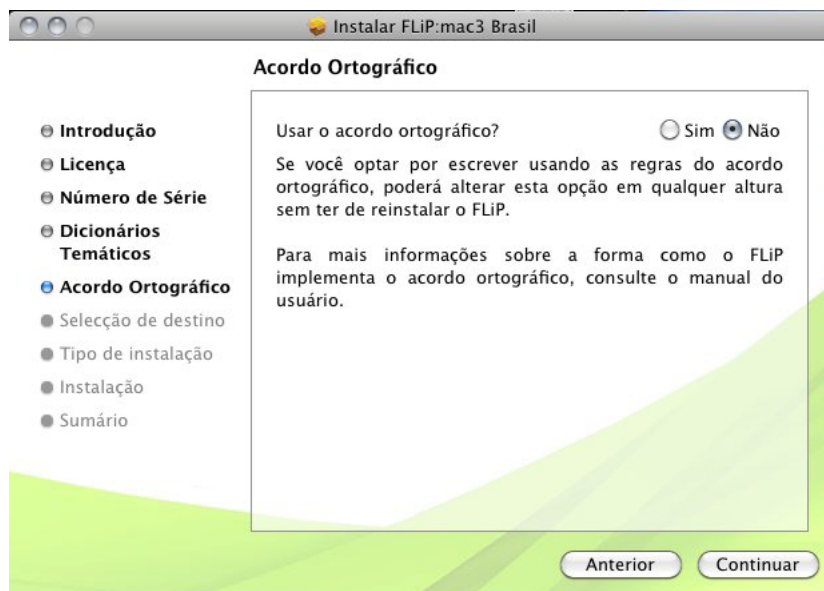 Instalar FLiP:mac3 Brasil
Acordo Ortográfico
Introdução
Licença
Número de Série
Dicionários
Temáticos
Acordo Ortográfico
Selecção de destino
Tipo de instalação
Instalação
Sumário
Usar o acordo ortográfico? Sim Não
Se você optar por escrever usando as regras do acordo
ortográfico, poderá alterar esta opção em qualquer altura
sem ter de reinstalar o FLiP.
Para mais informações sobre a forma como o FLiP
implementa o acordo ortográfico, consulte o manual do
usuário.
Anterior Continuar